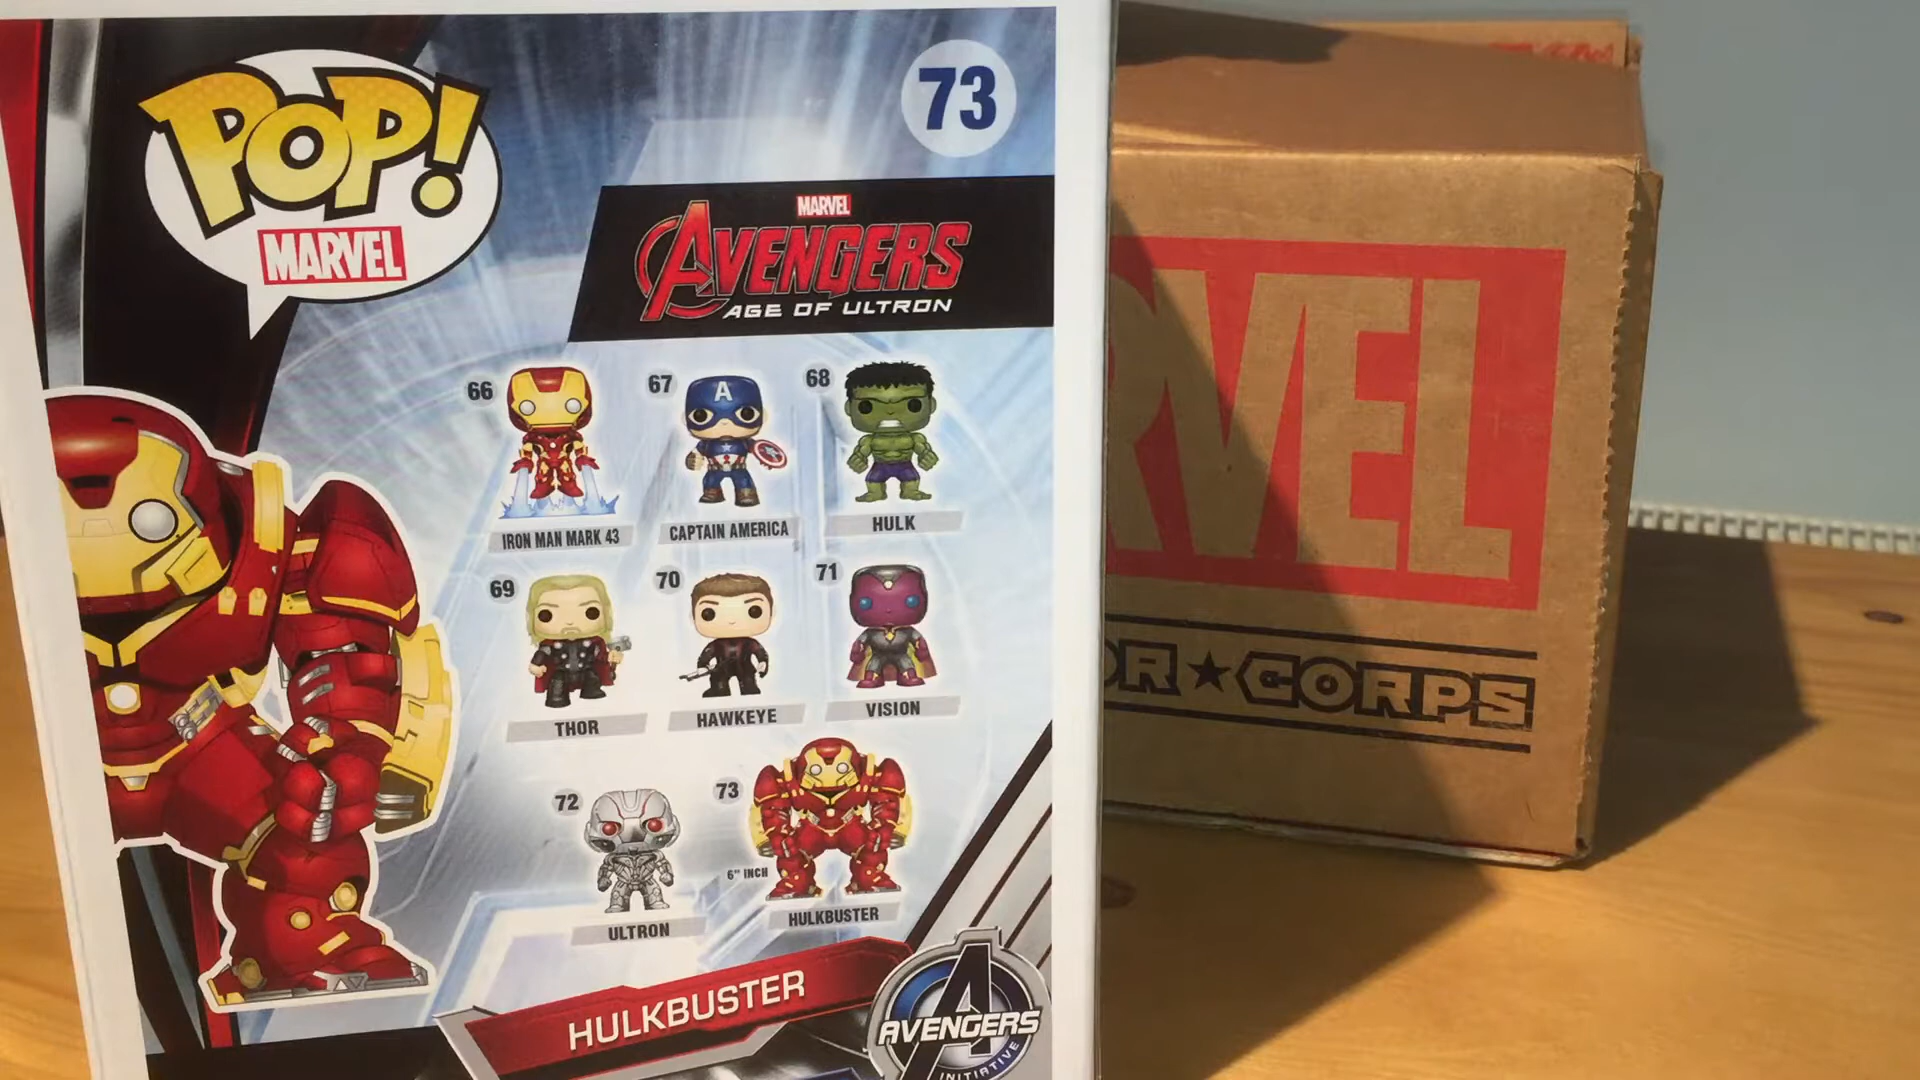 POP!
MARVEL
73
MARVEL
AVENGERS
AGE OF ULTRON
66
67
68
IRON MAN MARK 43
CAPTAIN AMERICA
HULK
69
70
71
THOR
HAWKEYE
VISION
72
73
6" INCH
ULTRON
HULKBUSTER
HULKBUSTER
A
AVENGERS
INITIATIVE
RVEL
OR★CORPS